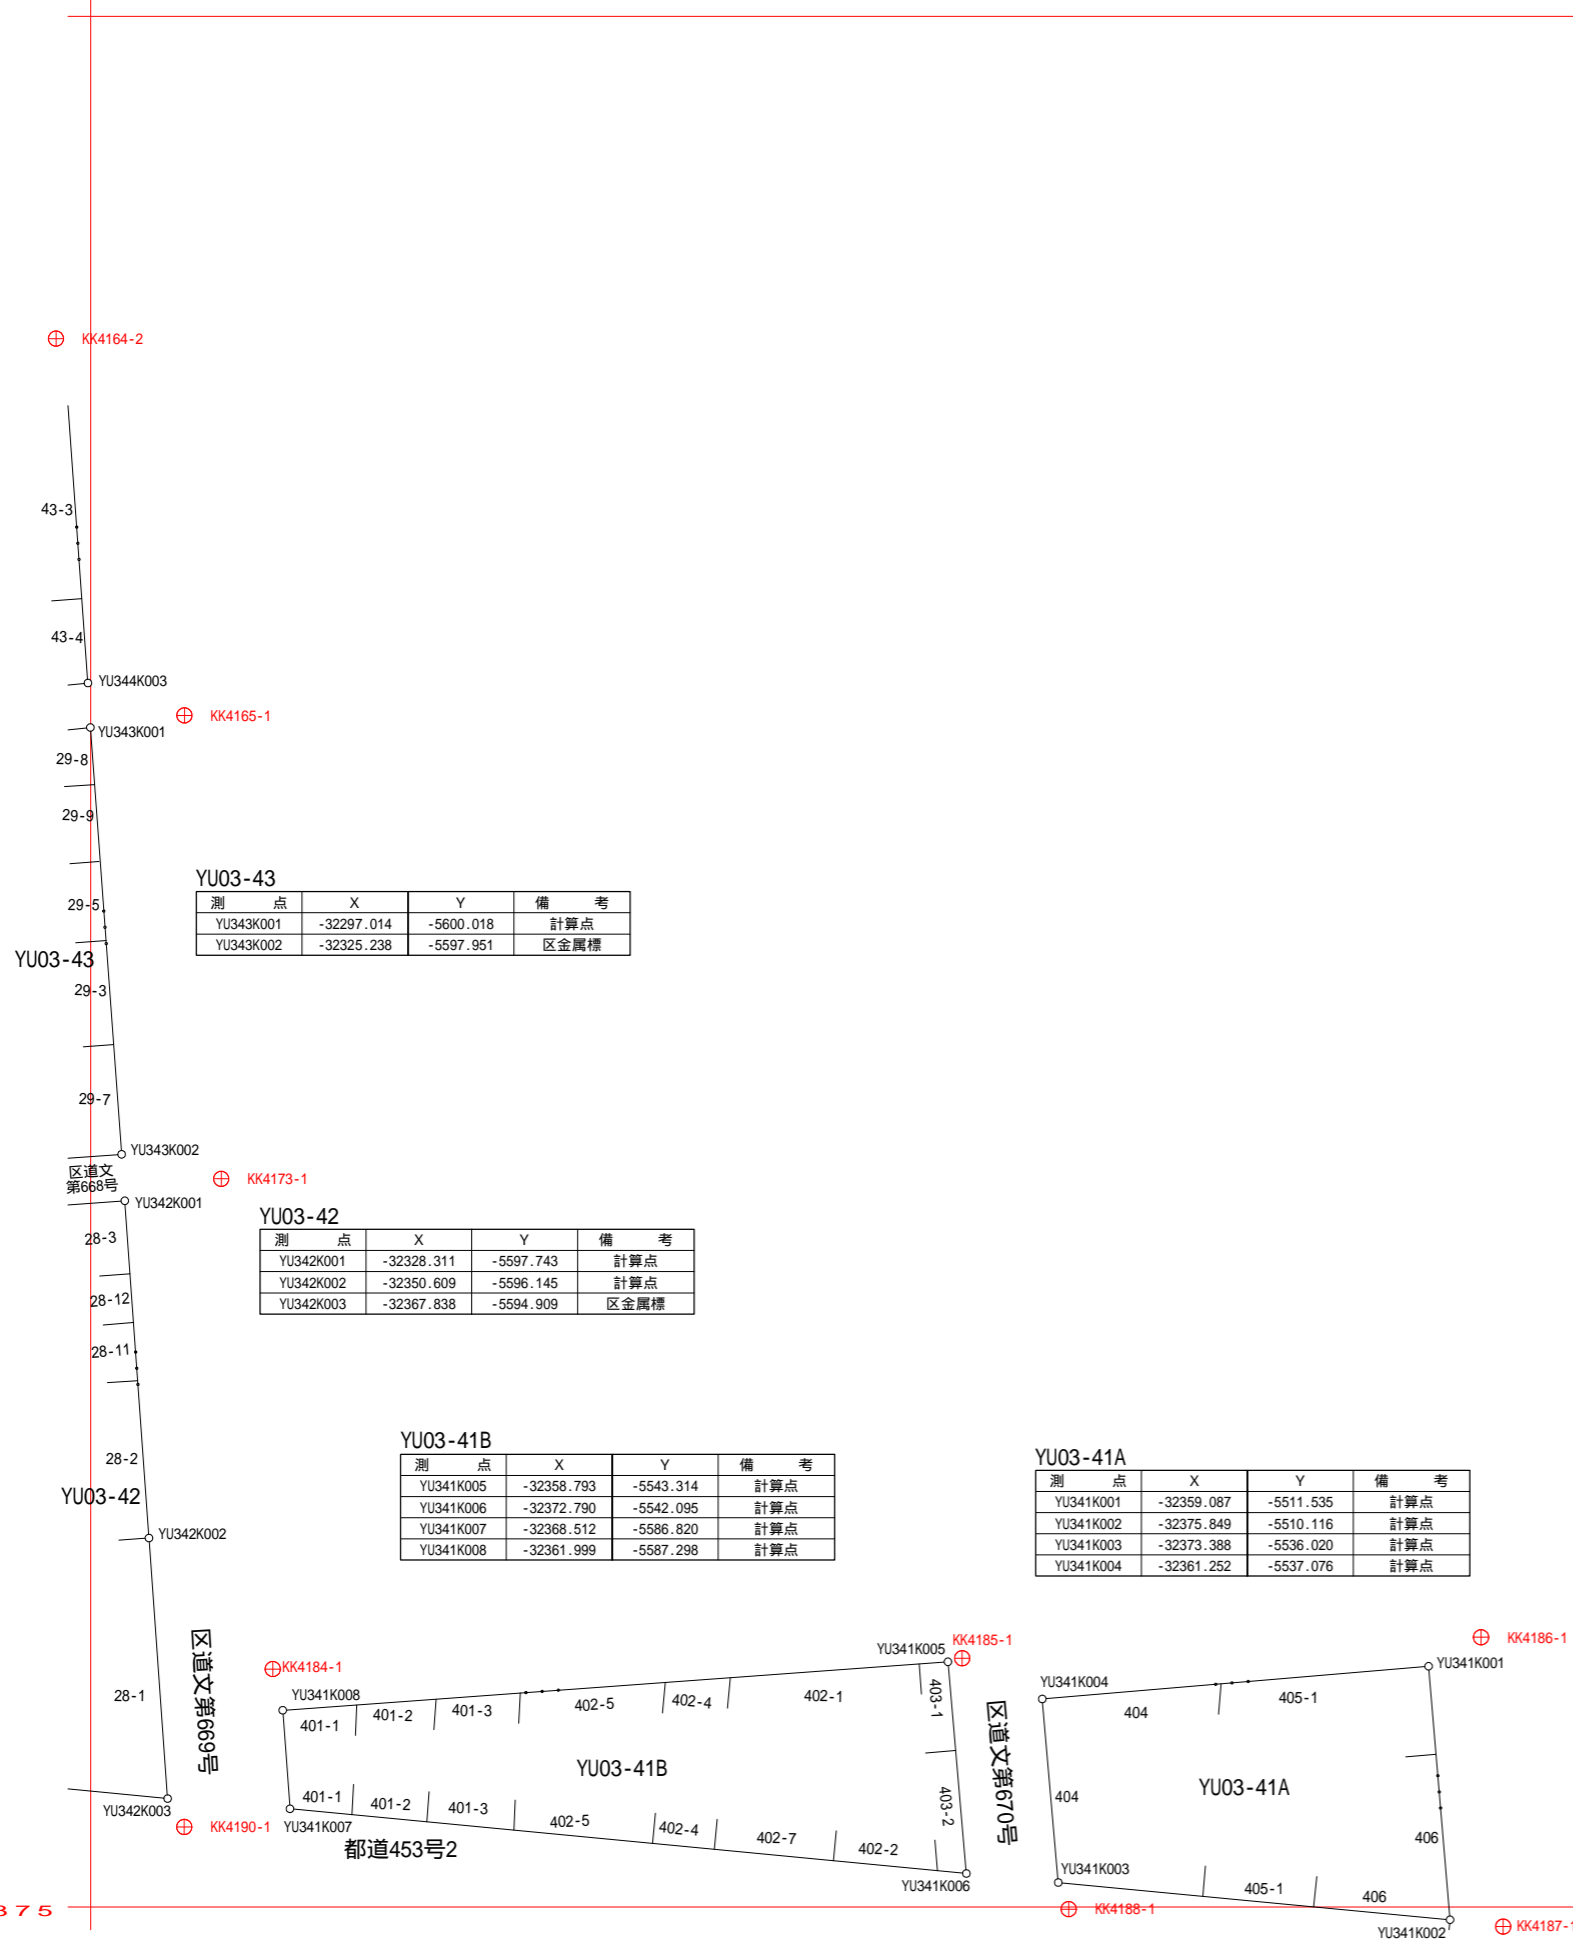 KK4164-2
43-3
43-4
YU344K003
KK4165-1
YU343K001
29-8
29-9
29-5
YU03-43
29-3
29-7
YU03-43
測 点 X Y 備 考
YU343K001 -32297.014 -5600.018 計算点
YU343K002 -32325.238 -5597.951 区金属標
YU343K002
区道文
第668号
KK4173-1
YU342K001
28-3
28-12
28-11
28-2
YU03-42
YU03-42
測 点 X Y 備 考
YU342K001 -32328.311 -5597.743 計算点
YU342K002 -32350.609 -5596.145 計算点
YU342K003 -32367.838 -5594.909 区金属標
YU342K002
YU03-41B
測 点 X Y 備 考
YU341K005 -32358.793 -5543.314 計算点
YU341K006 -32372.790 -5542.095 計算点
YU341K007 -32368.512 -5586.820 計算点
YU341K008 -32361.999 -5587.298 計算点
YU03-41A
測 点 X Y 備 考
YU341K001 -32359.087 -5511.535 計算点
YU341K002 -32375.849 -5510.116 計算点
YU341K003 -32373.388 -5536.020 計算点
YU341K004 -32361.252 -5537.076 計算点
28-1
区道文第669号
YU342K003
KK4190-1
KK4184-1
YU341K008
401-1
401-2
401-3
402-5
402-4
402-1
YU341K005
KK4185-1
403-1
YU03-41B
403-2
401-1
401-2
401-3
402-5
402-4
402-7
402-2
YU341K007
都道453号2
YU341K006
区道文第670号
YU341K004
404
405-1
YU341K001
KK4186-1
404
YU03-41A
406
YU341K003
405-1
406
KK4188-1
YU341K002
KK4187-1
375